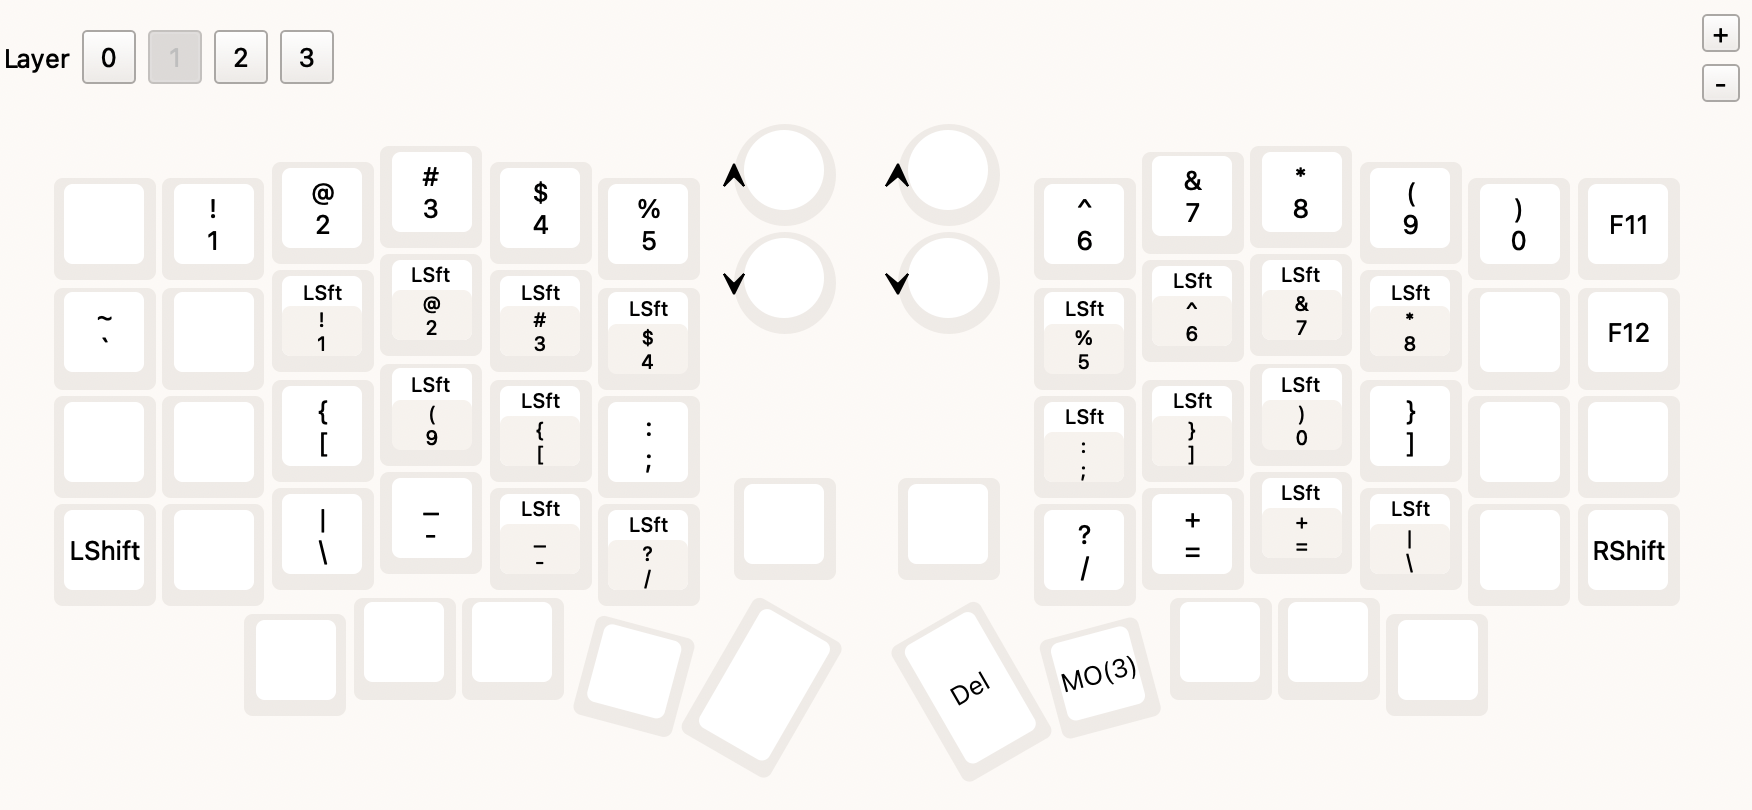 Layer 0 1 2 3
+
-
! 1
@ 2
# 3
$ 4
% 5
^ 6
& 7
* 8
( 9
) 0
F11
~ `
LSft ! 1
LSft @ 2
LSft # 3
LSft $ 4
LSft % 5
LSft ^ 6
LSft & 7
LSft * 8
F12
{ [
LSft ( 9
LSft { [
: ;
LSft : ;
LSft } ]
LSft ) 0
} ]
LShift
| \
_ -
LSft _ -
LSft ? /
? /
+ =
LSft + =
LSft | \
RShift
Del
MO(3)